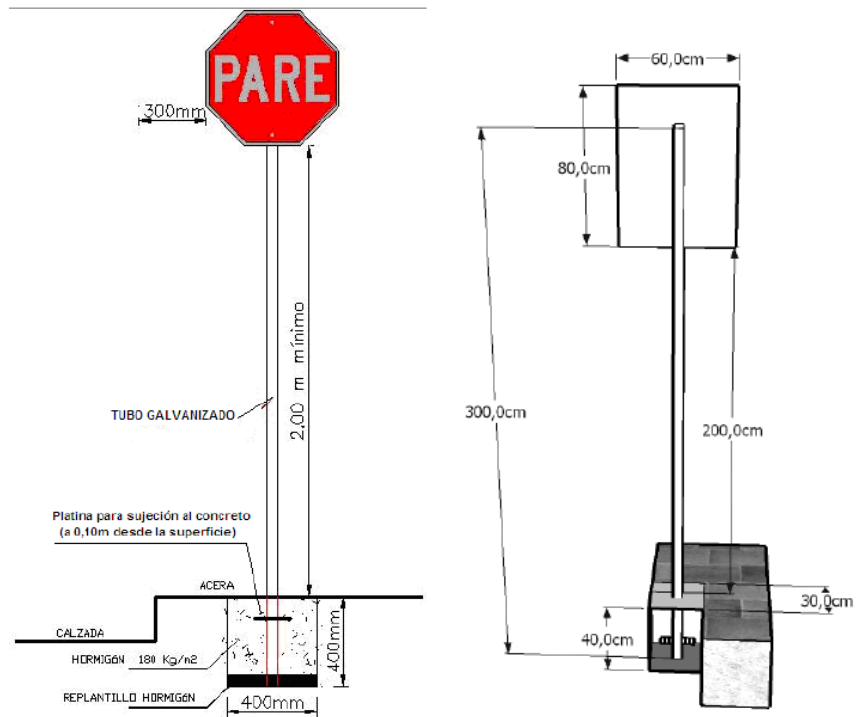 PARE
300mm
2,00 m mínimo
TUBO GALVANIZADO
Platina para sujeción al concreto
(a 0,10m desde la superficie)
ACERA
CALZADA
HORMIGóN 180 Kg/m2
REPLANTILLO HORMIGóN
400mm
400mm
60,0cm
80,0cm
300,0cm
200,0cm
30,0cm
40,0cm